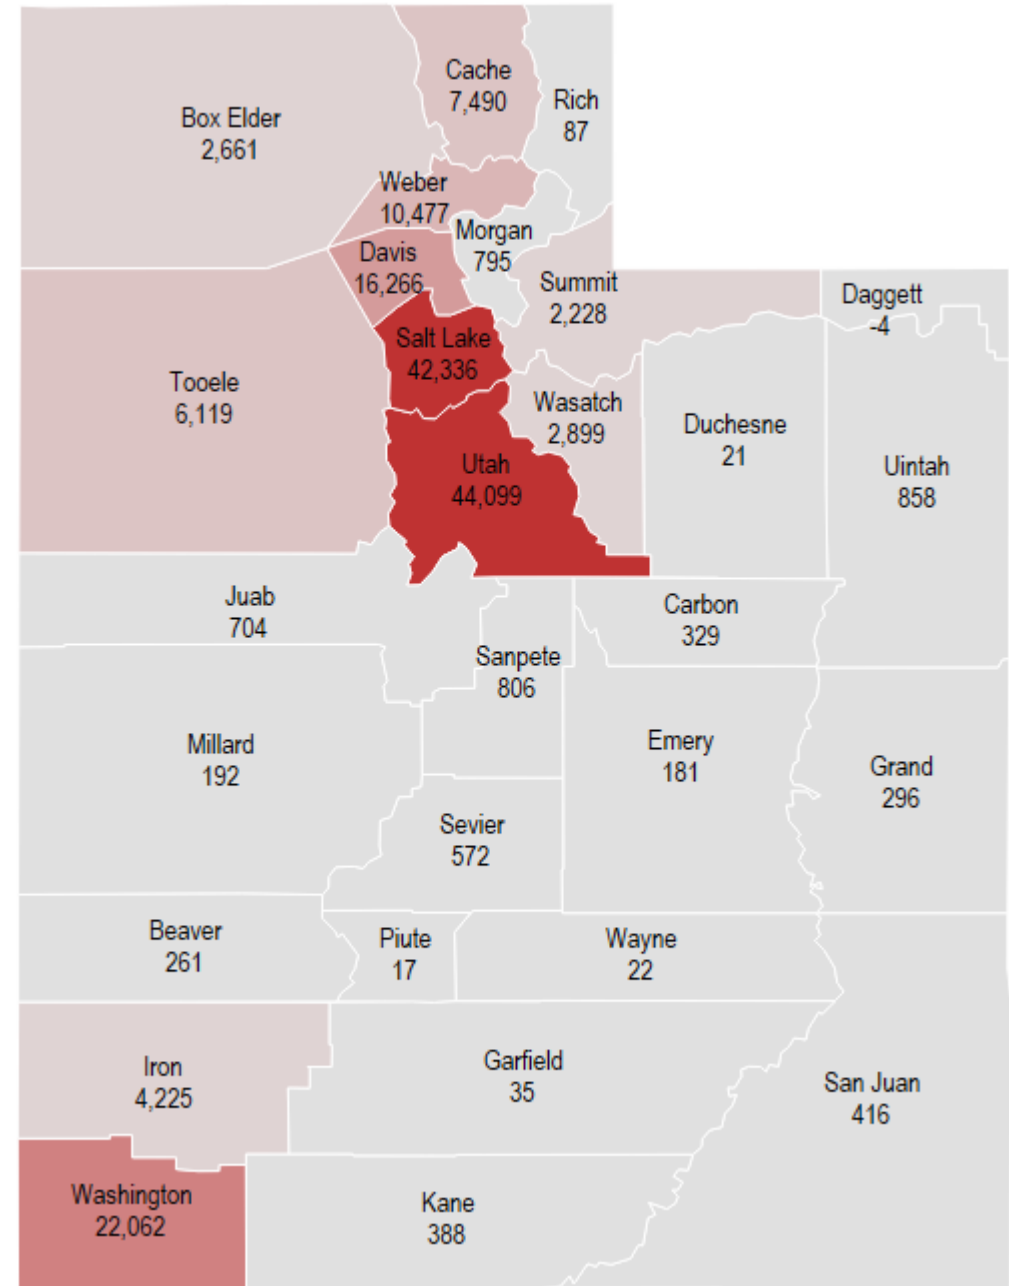 Cache
7,490
Rich
87
Box Elder
2,661
Weber
10,477
Morgan
795
Davis
16,266
Summit
2,228
Daggett
-4
Salt Lake
42,336
Tooele
6,119
Wasatch
2,899
Duchesne
21
Utah
44,099
Uintah
858
Juab
704
Carbon
329
Sanpete
806
Millard
192
Emery
181
Grand
296
Sevier
572
Beaver
261
Piute
17
Wayne
22
Iron
4,225
Garfield
35
San Juan
416
Washington
22,062
Kane
388